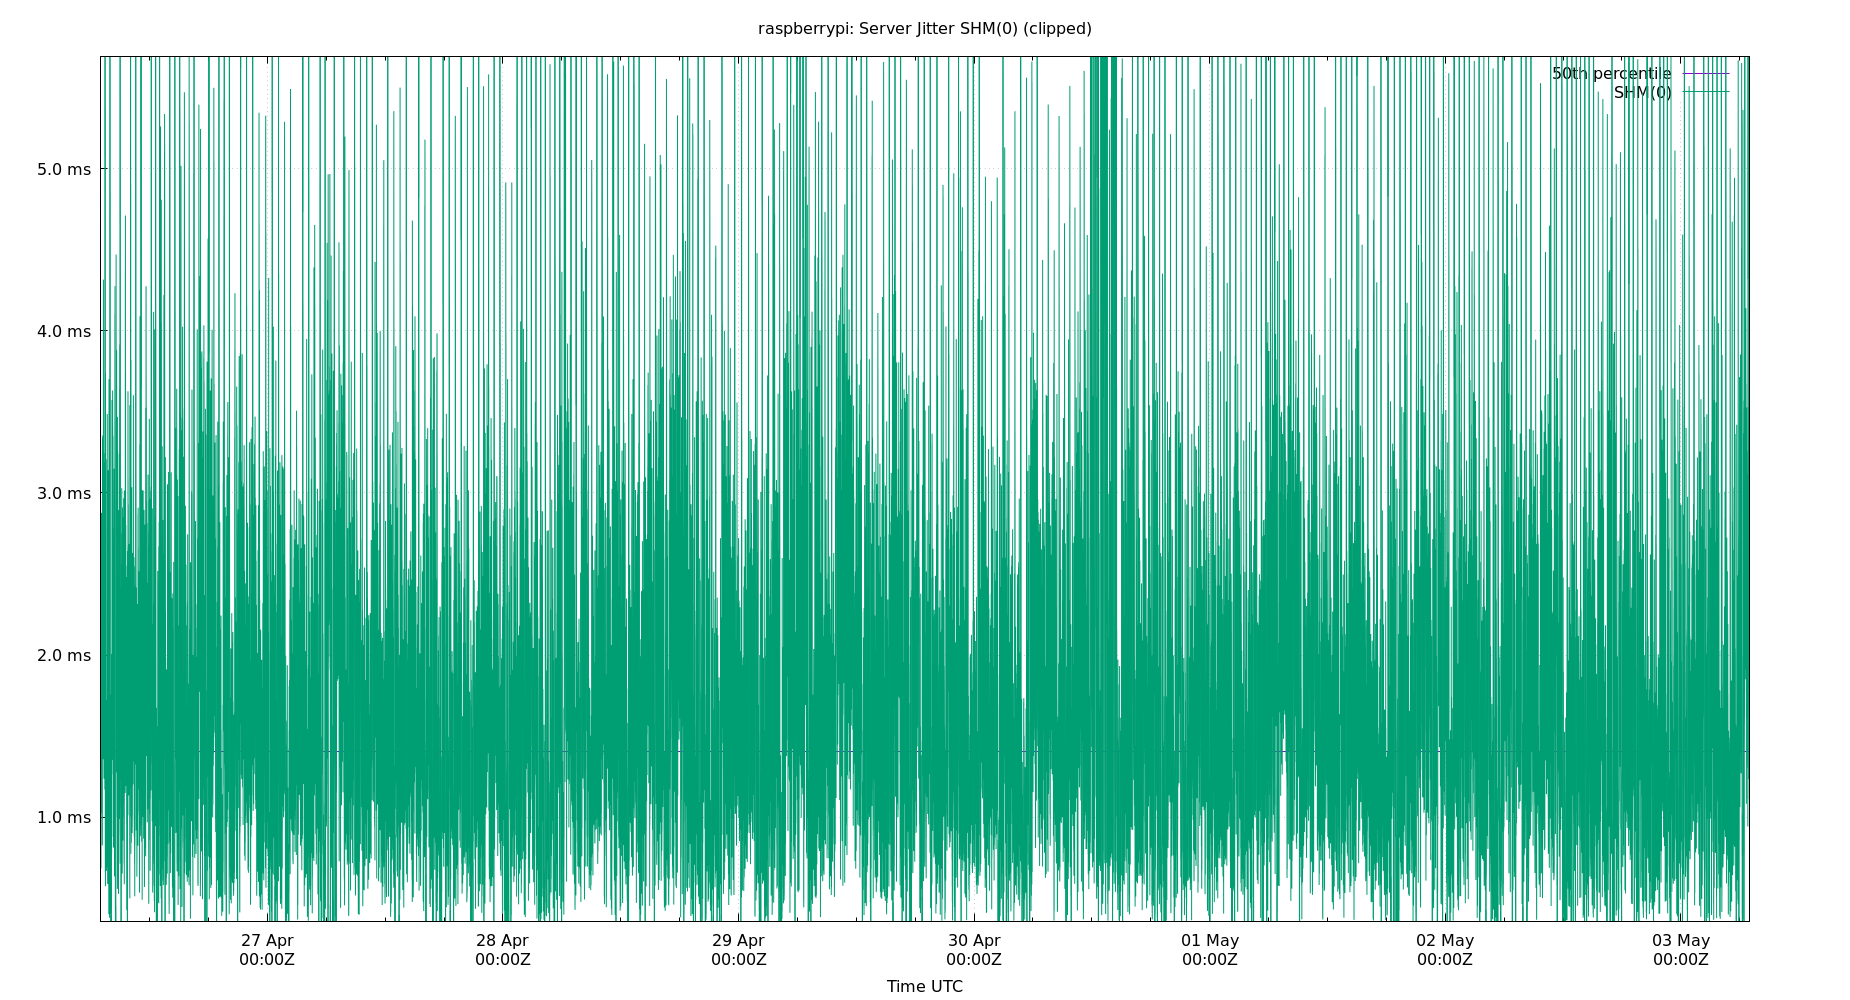 raspberrypi: Server Jitter SHM(0) (clipped)
50th percentile
SHM(0)
5.0 ms
4.0 ms
3.0 ms
2.0 ms
1.0 ms
27 Apr 28 Apr 29 Apr 30 Apr 01 May 02 May 03 May
00:00Z 00:00Z 00:00Z 00:00Z 00:00Z 00:00Z 00:00Z
Time UTC